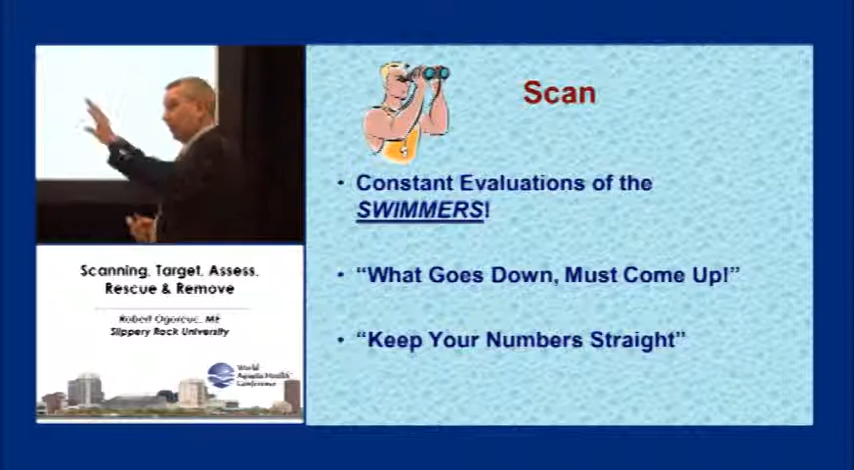 Scan
• Constant Evaluations of the
SWIMMERS!
• “What Goes Down, Must Come Up!”
• “Keep Your Numbers Straight”
Scanning, Target, Assess,
Rescue & Remove
Robert Ogoreuc, ME
Slippery Rock University
World
Aquatic Health
Conference